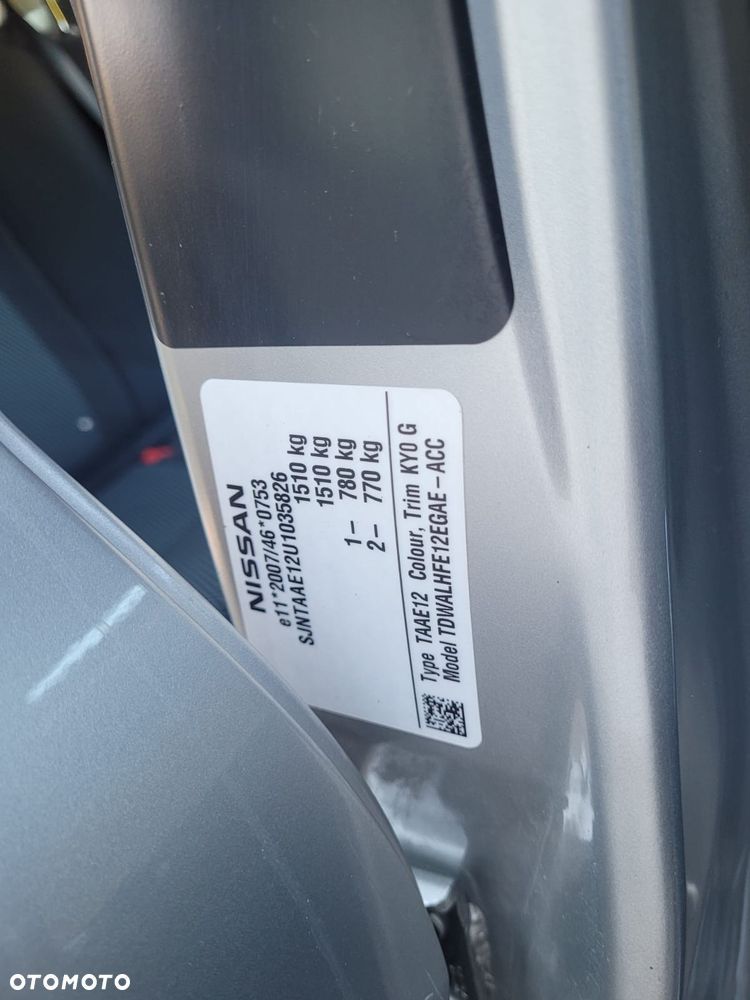 NISSAN
e11*2007/46*0753
SJNTAAE12U1035826
1510 kg
1510 kg
1– 780 kg
2– 770 kg
Type TAAE12 Colour, Trim KY0 G
Model TDWALHFE12EGAE-ACC
OTOMOTO